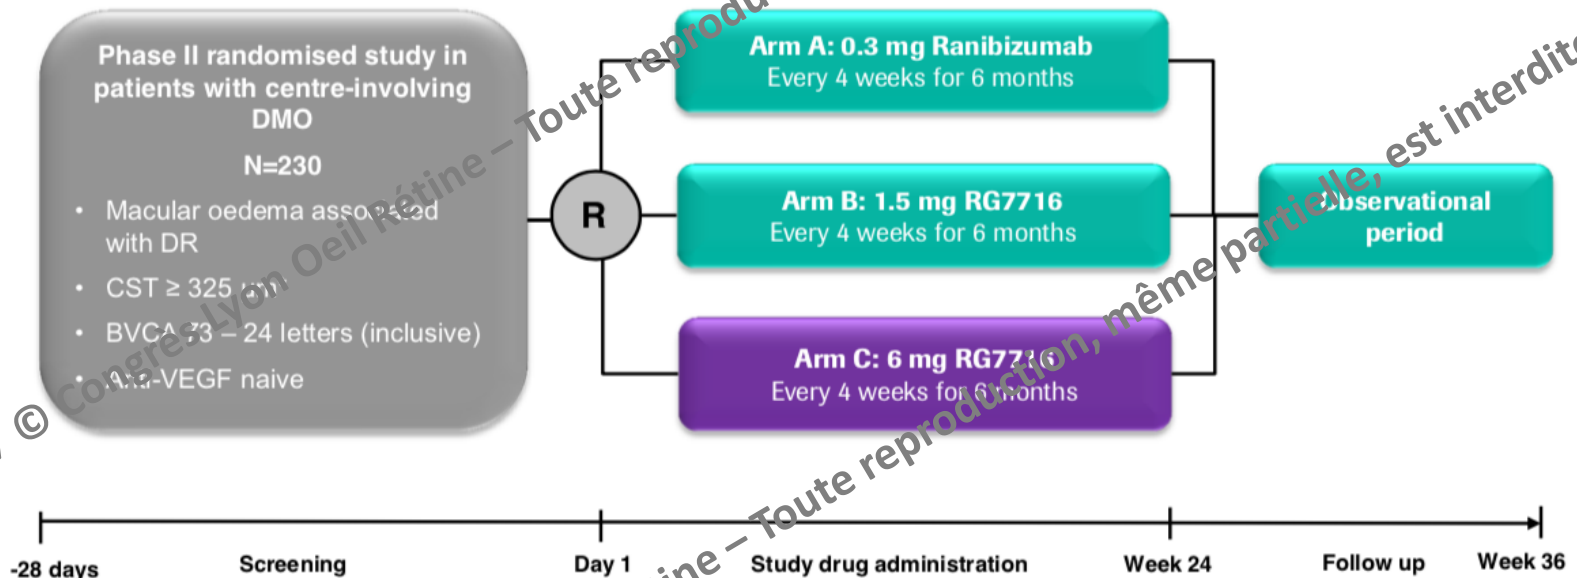 Phase II randomised study in
patients with centre-involving
DMO
N=230
• Macular oedema associated
with DR
• CST ≥ 325 µm
• BVCA 73 – 24 letters (inclusive)
• Anti-VEGF naive
R
Arm A: 0.3 mg Ranibizumab
Every 4 weeks for 6 months
Arm B: 1.5 mg RG7716
Every 4 weeks for 6 months
Arm C: 6 mg RG7716
Every 4 weeks for 6 months
Observational
period
-28 days
Screening
Day 1
Study drug administration
Week 24
Follow up
Week 36
© Congrès Lyon Oeil Rétine – Toute reprodu
ine – Toute reproduction, même partielle, est interdite